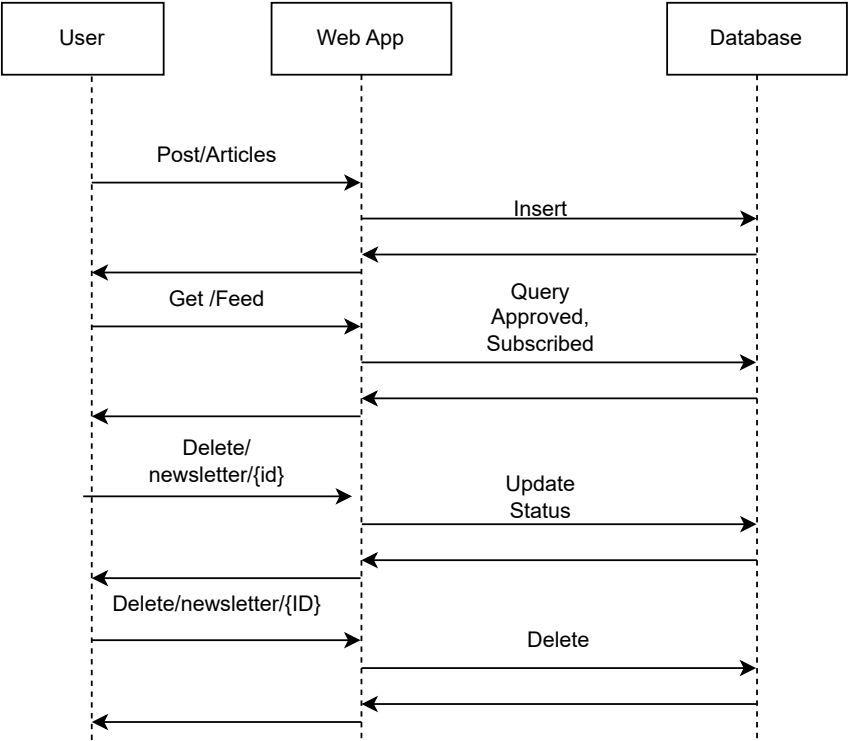 User
Web App
Database
Post/Articles
Insert
Get /Feed
Query
Approved,
Subscribed
Delete/
newsletter/{id}
Update
Status
Delete/newsletter/{ID}
Delete